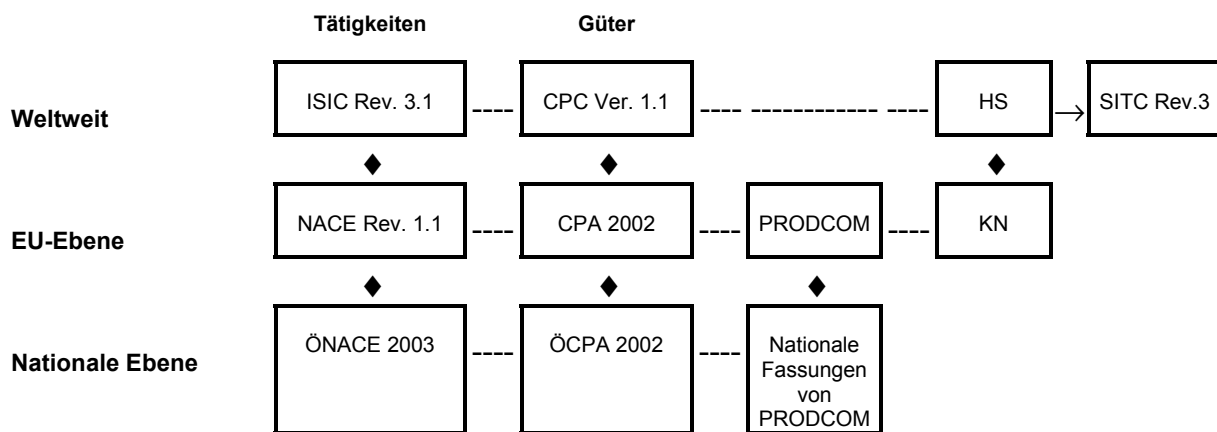 Tätigkeiten Güter
Weltweit ISIC Rev. 3.1 ---- CPC Ver. 1.1 ---- ----------- ---- HS → SITC Rev.3
♦ ♦ ♦
EU-Ebene NACE Rev. 1.1 ---- CPA 2002 ---- PRODCOM ---- KN
♦ ♦ ♦
Nationale Ebene ÖNACE 2003 ---- ÖCPA 2002 ---- Nationale
Fassungen
von
PRODCOM